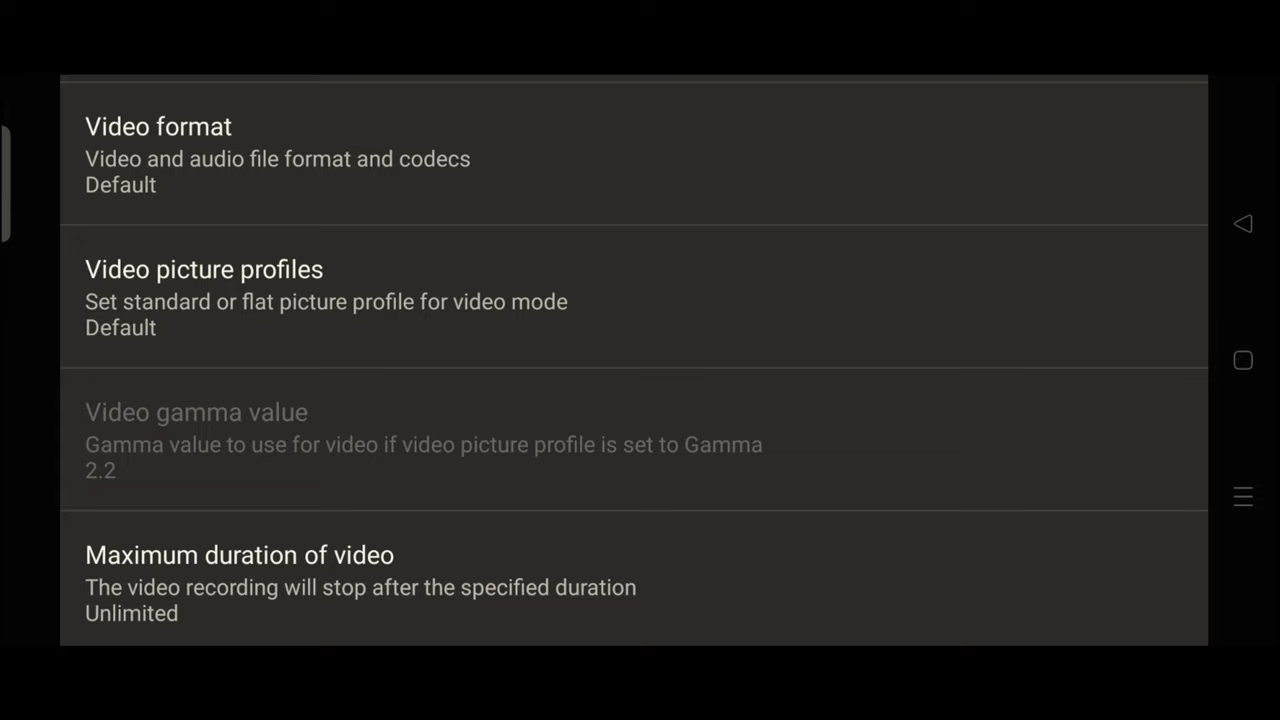 Video format
Video and audio file format and codecs
Default
Video picture profiles
Set standard or flat picture profile for video mode
Default
Video gamma value
Gamma value to use for video if video picture profile is set to Gamma
2.2
Maximum duration of video
The video recording will stop after the specified duration
Unlimited